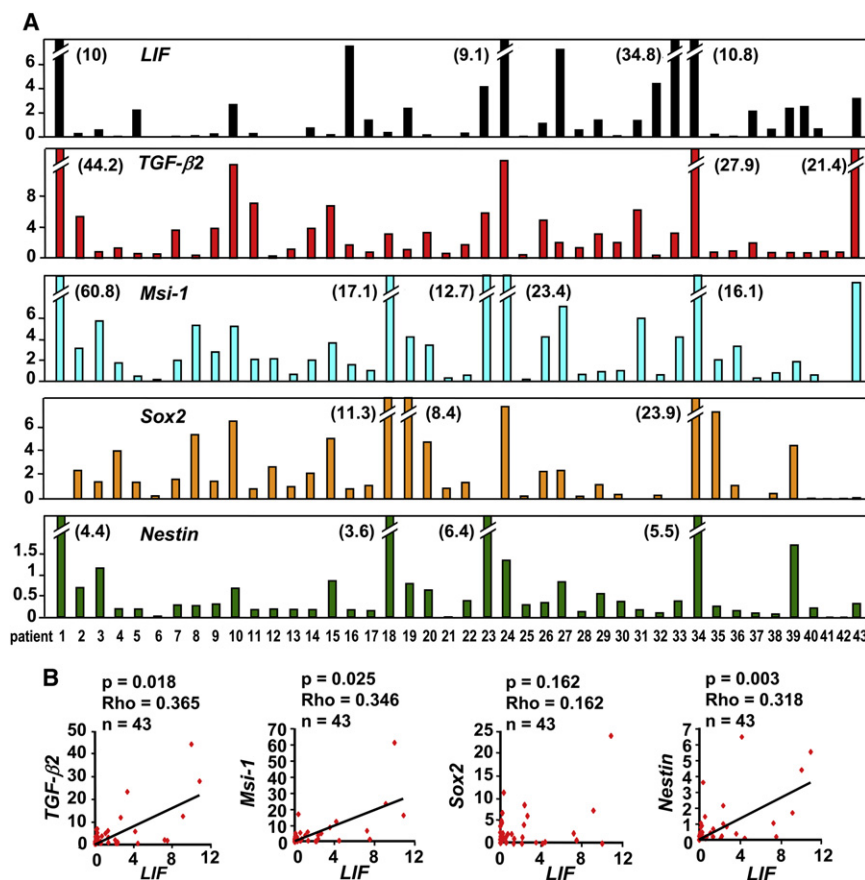 A
LIF
(10) (9.1) (34.8) (10.8)
6
4
2
0
TGF-β2
(44.2) (27.9) (21.4)
8
4
0
Msi-1
(60.8) (17.1) (12.7) (23.4) (16.1)
6
4
2
0
Sox2
(11.3) (8.4) (23.9)
6
4
2
0
Nestin
(4.4) (3.6) (6.4) (5.5)
1.5
1
0.5
0
patient 1 2 3 4 5 6 7 8 9 10 11 12 13 14 15 16 17 18 19 20 21 22 23 24 25 26 27 28 29 30 31 32 33 34 35 36 37 38 39 40 41 42 43
B
p = 0.018
Rho = 0.365
n = 43
TGF-β2
50
40
30
20
10
0
0 4 8 12
LIF
p = 0.025
Rho = 0.346
n = 43
Msi-1
70
60
50
40
30
20
10
0
0 4 8 12
LIF
p = 0.162
Rho = 0.162
n = 43
Sox2
25
20
15
10
5
0
0 4 8 12
LIF
p = 0.003
Rho = 0.318
n = 43
Nestin
7
6
5
4
3
2
1
0
0 4 8 12
LIF